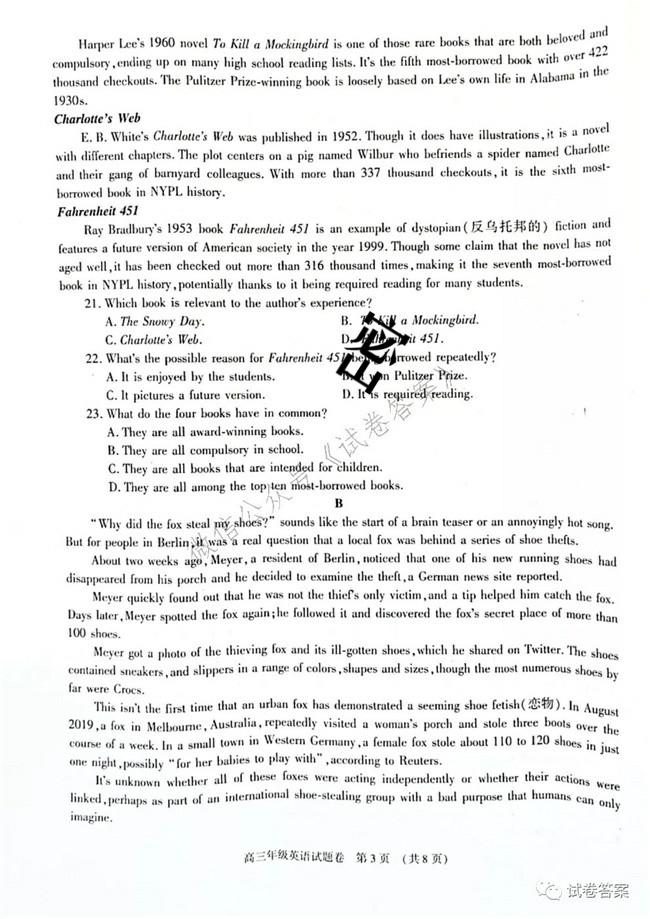 Harper Lee's 1960 novel To Kill a Mockingbird is one of those rare books that are both beloved and
compulsory, ending up on many high school reading lists. It's the fifth most-borrowed book with over 422
thousand checkouts. The Pulitzer Prize-winning book is loosely based on Lee's own life in Alabama in the
1930s.
Charlotte's Web
E. B. White's Charlotte's Web was published in 1952. Though it does have illustrations, it is a novel
with different chapters. The plot centers on a pig named Wilbur who befriends a spider named Charlotte
and their gang of barnyard colleagues. With more than 337 thousand checkouts, it is the sixth most-
borrowed book in NYPL history.
Fahrenheit 451
Ray Bradbury's 1953 book Fahrenheit 451 is an example of dystopian(反乌托邦的) fiction and
features a future version of American society in the year 1999. Though some claim that the novel has not
aged well, it has been checked out more than 316 thousand times, making it the seventh most-borrowed
book in NYPL history, potentially thanks to it being required reading for many students.
21. Which book is relevant to the author's experience?
A. The Snowy Day. B. To Kill a Mockingbird.
C. Charlotte's Web. D. Fahrenheit 451.
22. What's the possible reason for Fahrenheit 451 being borrowed repeatedly?
A. It is enjoyed by the students. B. It won Pulitzer Prize.
C. It pictures a future version. D. It is required reading.
23. What do the four books have in common?
A. They are all award-winning books.
B. They are all compulsory in school.
C. They are all books that are intended for children.
D. They are all among the top ten most-borrowed books.
B
"Why did the fox steal my shoes?" sounds like the start of a brain teaser or an annoyingly hot song.
But for people in Berlin, it was a real question that a local fox was behind a series of shoe thefts.
About two weeks ago, Meyer, a resident of Berlin, noticed that one of his new running shoes had
disappeared from his porch and he decided to examine the theft, a German news site reported.
Meyer quickly found out that he was not the thief's only victim, and a tip helped him catch the fox.
Days later, Meyer spotted the fox again; he followed it and discovered the fox's secret place of more than
100 shoes.
Meyer got a photo of the thieving fox and its ill-gotten shoes, which he shared on Twitter. The shoes
contained sneakers, and slippers in a range of colors, shapes and sizes, though the most numerous shoes by
far were Crocs.
This isn't the first time that an urban fox has demonstrated a seeming shoe fetish(恋物). In August
2019, a fox in Melbourne, Australia, repeatedly visited a woman's porch and stole three boots over the
course of a week. In a small town in Western Germany, a female fox stole about 110 to 120 shoes in just
one night, possibly "for her babies to play with", according to Reuters.
It's unknown whether all of these foxes were acting independently or whether their actions were
linked, perhaps as part of an international shoe-stealing group with a bad purpose that humans can only
imagine.
高三年级英语试题卷 第3页 (共8页)
密
微信公众号《试卷答案》
试卷答案